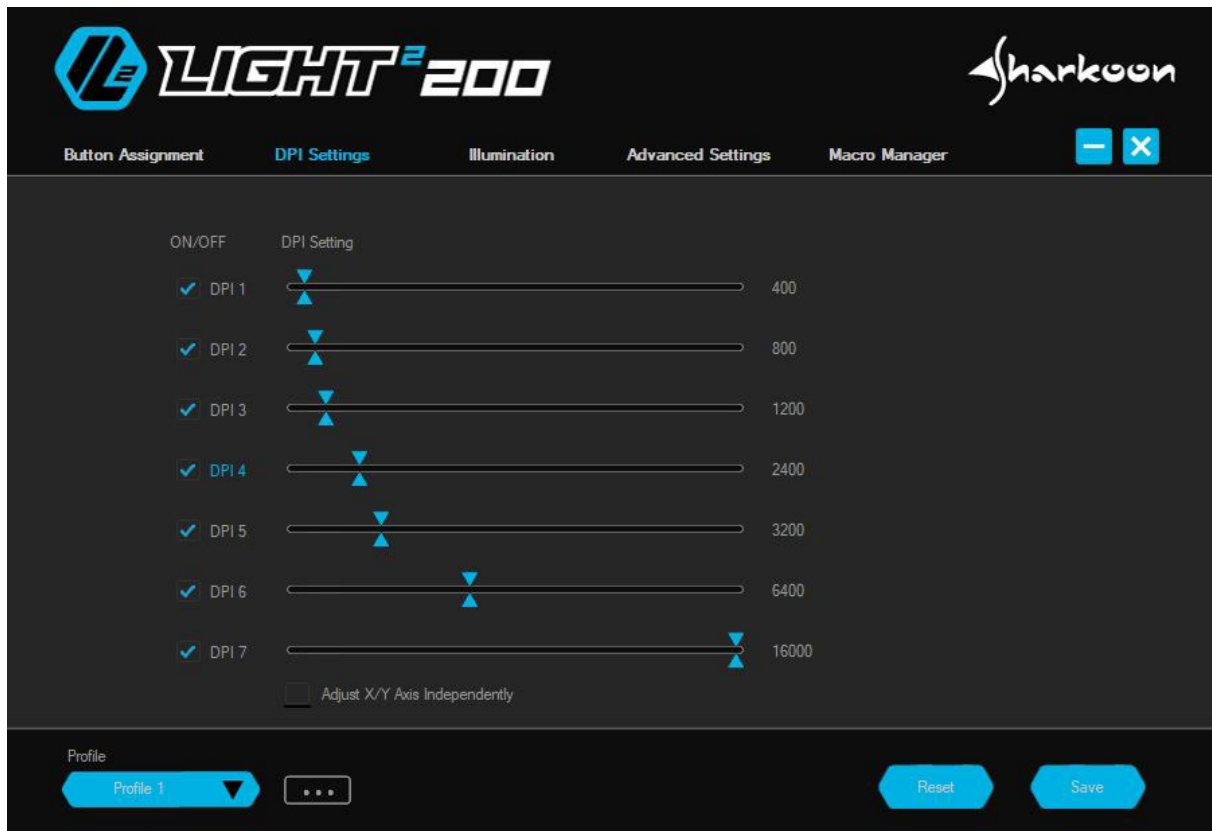 LIGHT² 200
Sharkoon
Button Assignment DPI Settings Illumination Advanced Settings Macro Manager
ON/OFF DPI Setting
DPI 1 400
DPI 2 800
DPI 3 1200
DPI 4 2400
DPI 5 3200
DPI 6 6400
DPI 7 16000
Adjust X/Y Axis Independently
Profile
Profile 1 ... Reset Save